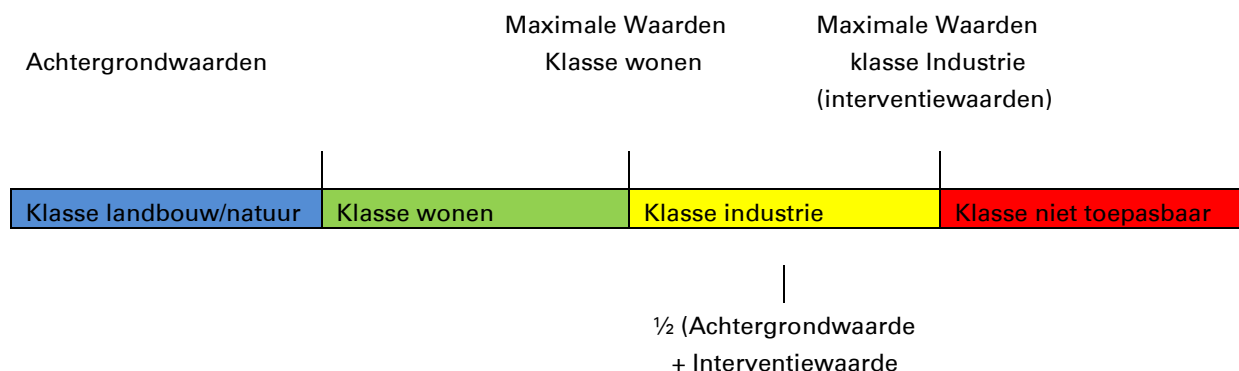 Achtergrondwaarden
Maximale Waarden
Klasse wonen
Maximale Waarden
klasse Industrie
(interventiewaarden)
Klasse landbouw/natuur
Klasse wonen
Klasse industrie
Klasse niet toepasbaar
½ (Achtergrondwaarde
+ Interventiewaarde